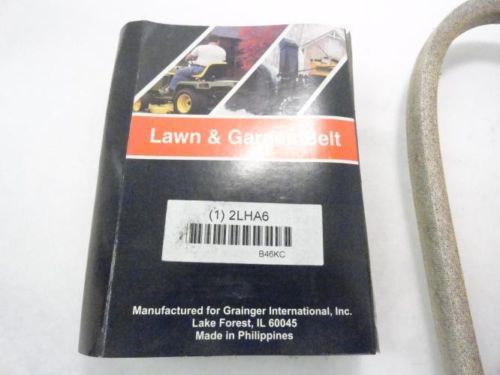 Lawn & Garden Belt
(1) 2LHA6
B46KC
Manufactured for Grainger International, Inc.
Lake Forest, IL 60045
Made in Philippines